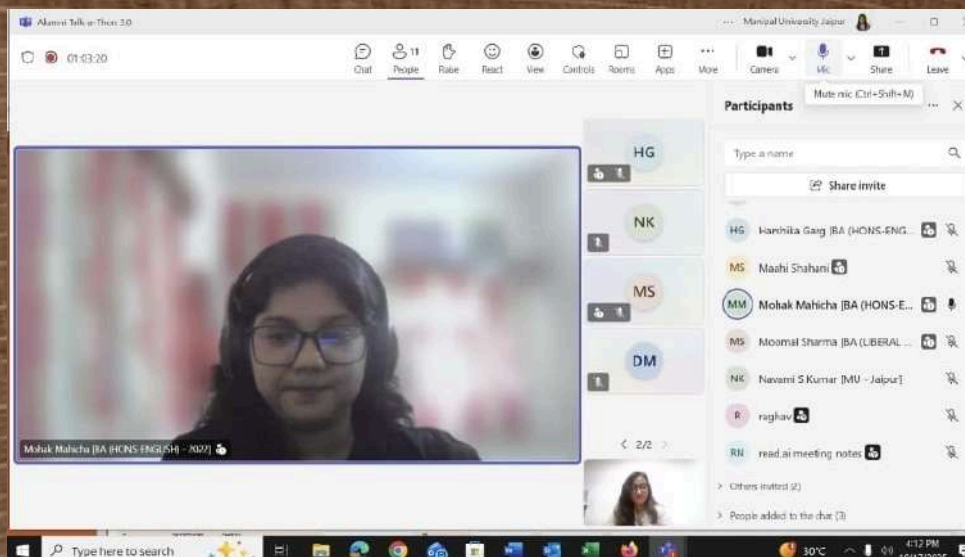 Alumni Talk-a-Thon 3.0
Manipal University Jaipur
01:03:20
Chat
11
People
Raise
React
View
Controls
Rooms
Apps
More
Camera
Mic
Share
Leave
Mute mic (Ctrl+Shift+M)
Participants
Type a name
Share invite
HG
NK
MS
DM
HG Harshika Garg [BA (HONS-ENG...
MS Maahi Shahani
MM Mohak Mahicha [BA (HONS-E...
MS Moomal Sharma [BA (LIBERAL ...
NK Navami S Kumar [MU - Jaipur]
R raghav
RN read.ai meeting notes
Others invited (2)
People added to the chat (3)
Mohak Mahicha [BA (HONS-ENGLISH) - 2022]
2/2
Type here to search
30°C
4:12 PM